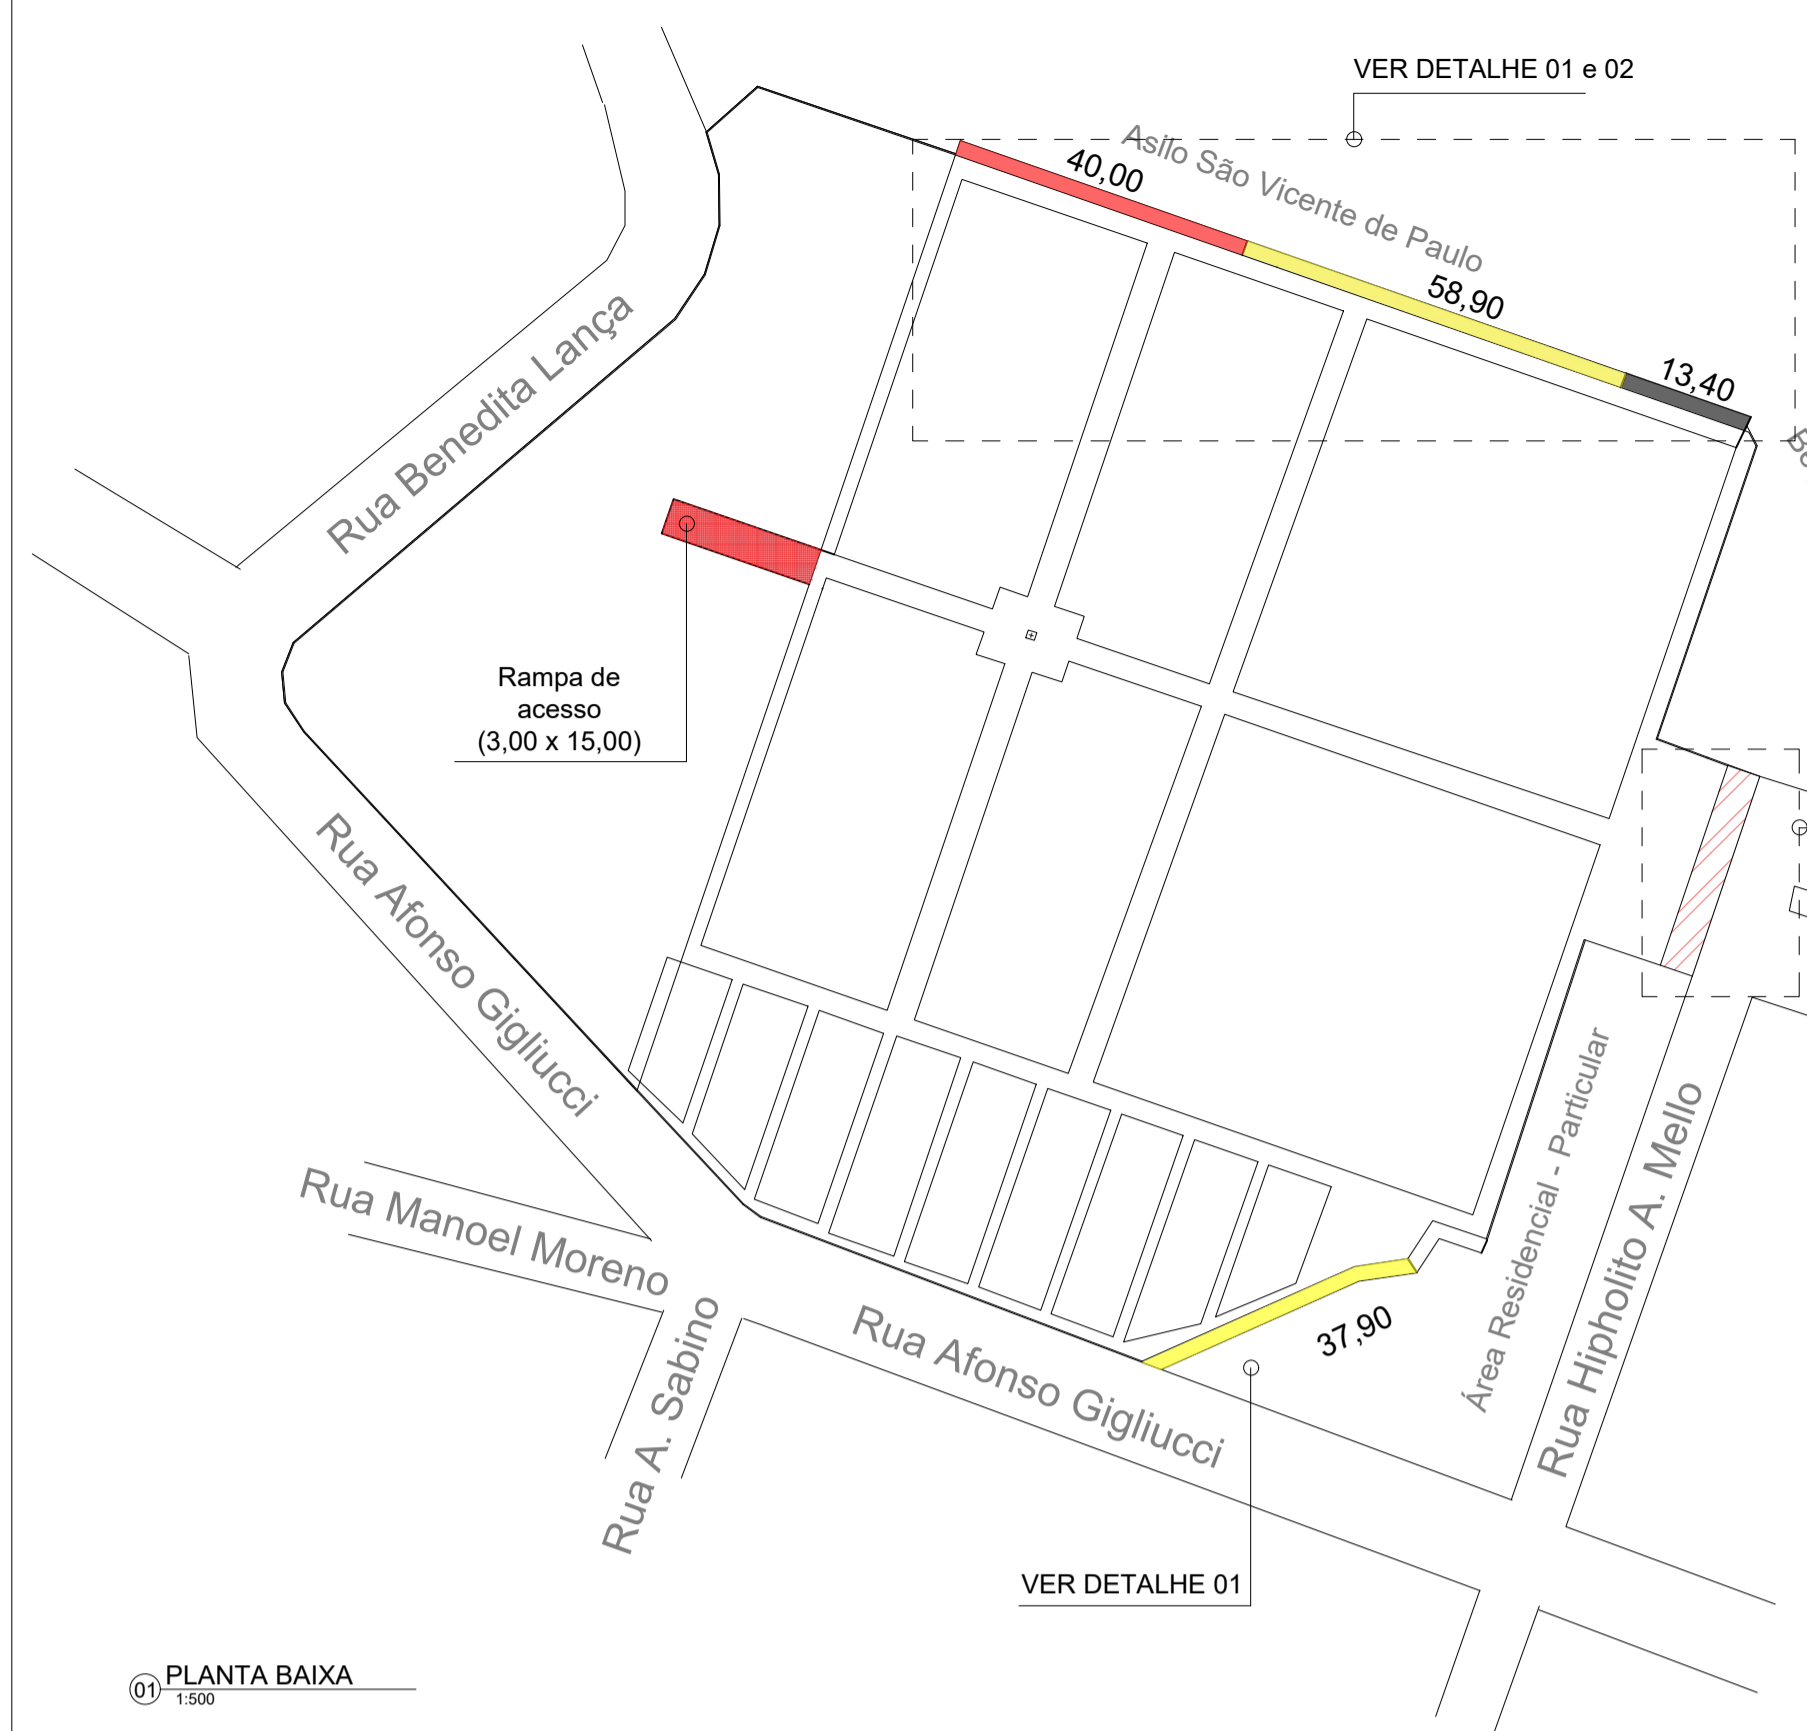 VER DETALHE 01 e 02
Asilo São Vicente de Paulo
40,00
58,90
13,40
Rua Benedita Lança
Rampa de
acesso
(3,00 x 15,00)
Rua Afonso Gigliucci
Rua Manoel Moreno
Rua A. Sabino
Rua Afonso Gigliucci
37,90
Área Residencial - Particular
Rua Hipholito A. Mello
VER DETALHE 01
01 PLANTA BAIXA
1:500